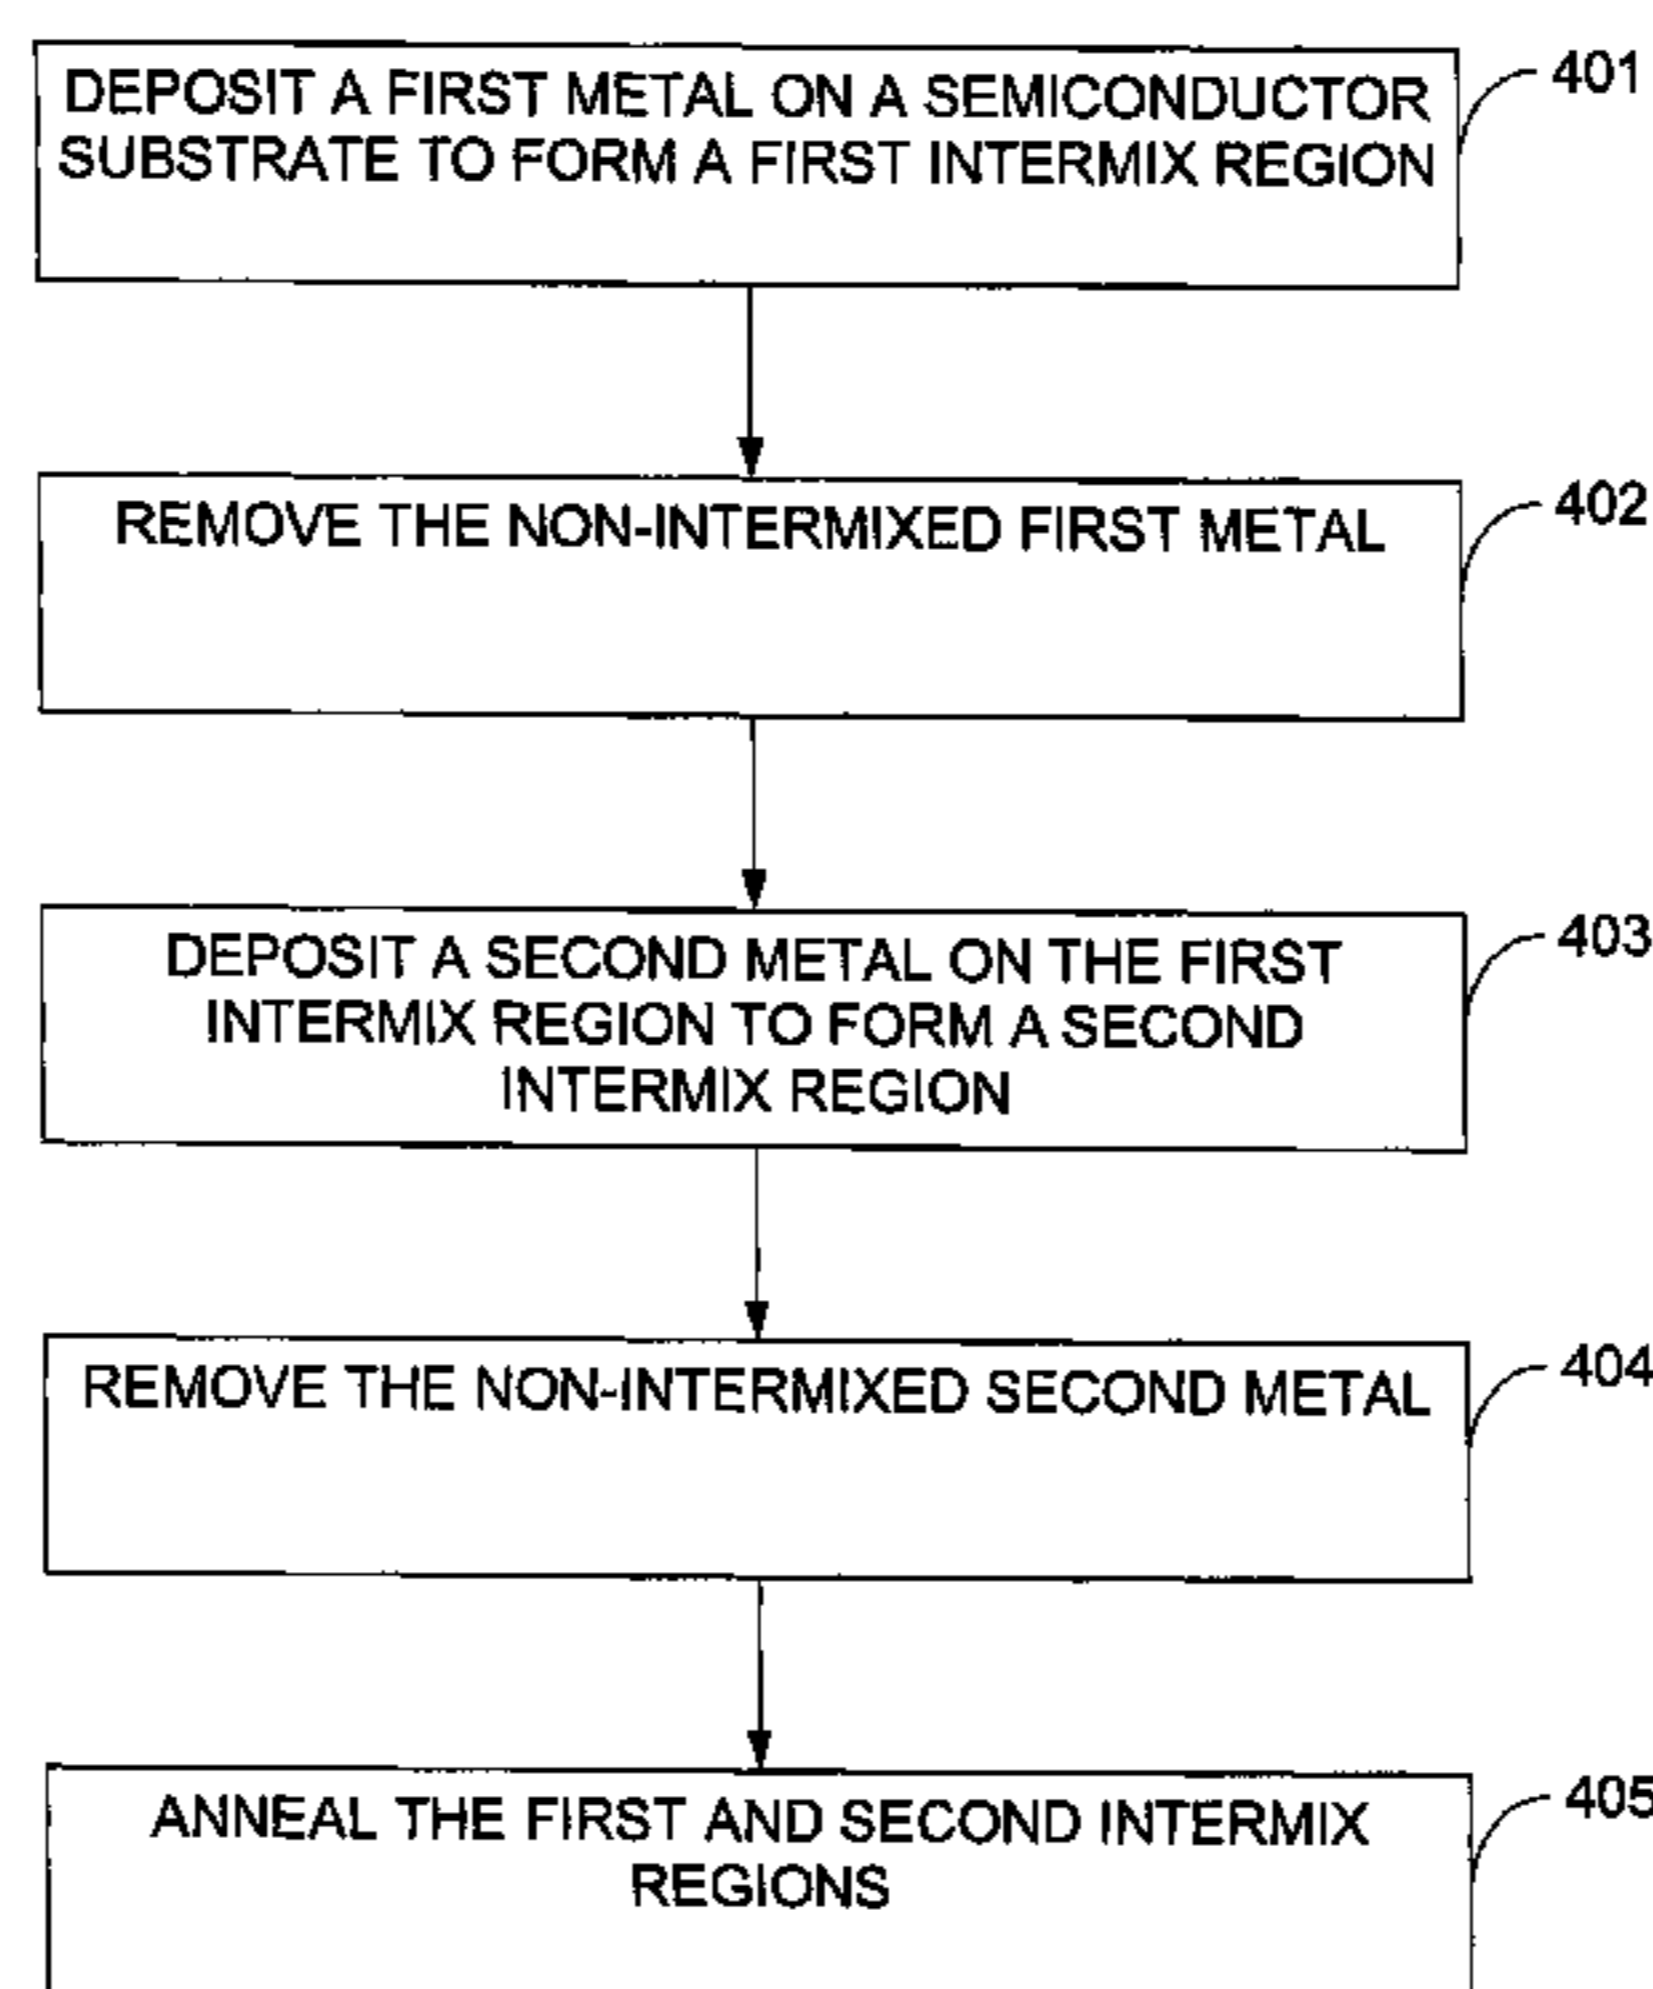 DEPOSIT A FIRST METAL ON A SEMICONDUCTOR
SUBSTRATE TO FORM A FIRST INTERMIX REGION
401
REMOVE THE NON-INTERMIXED FIRST METAL
402
DEPOSIT A SECOND METAL ON THE FIRST
INTERMIX REGION TO FORM A SECOND
INTERMIX REGION
403
REMOVE THE NON-INTERMIXED SECOND METAL
404
ANNEAL THE FIRST AND SECOND INTERMIX
REGIONS
405